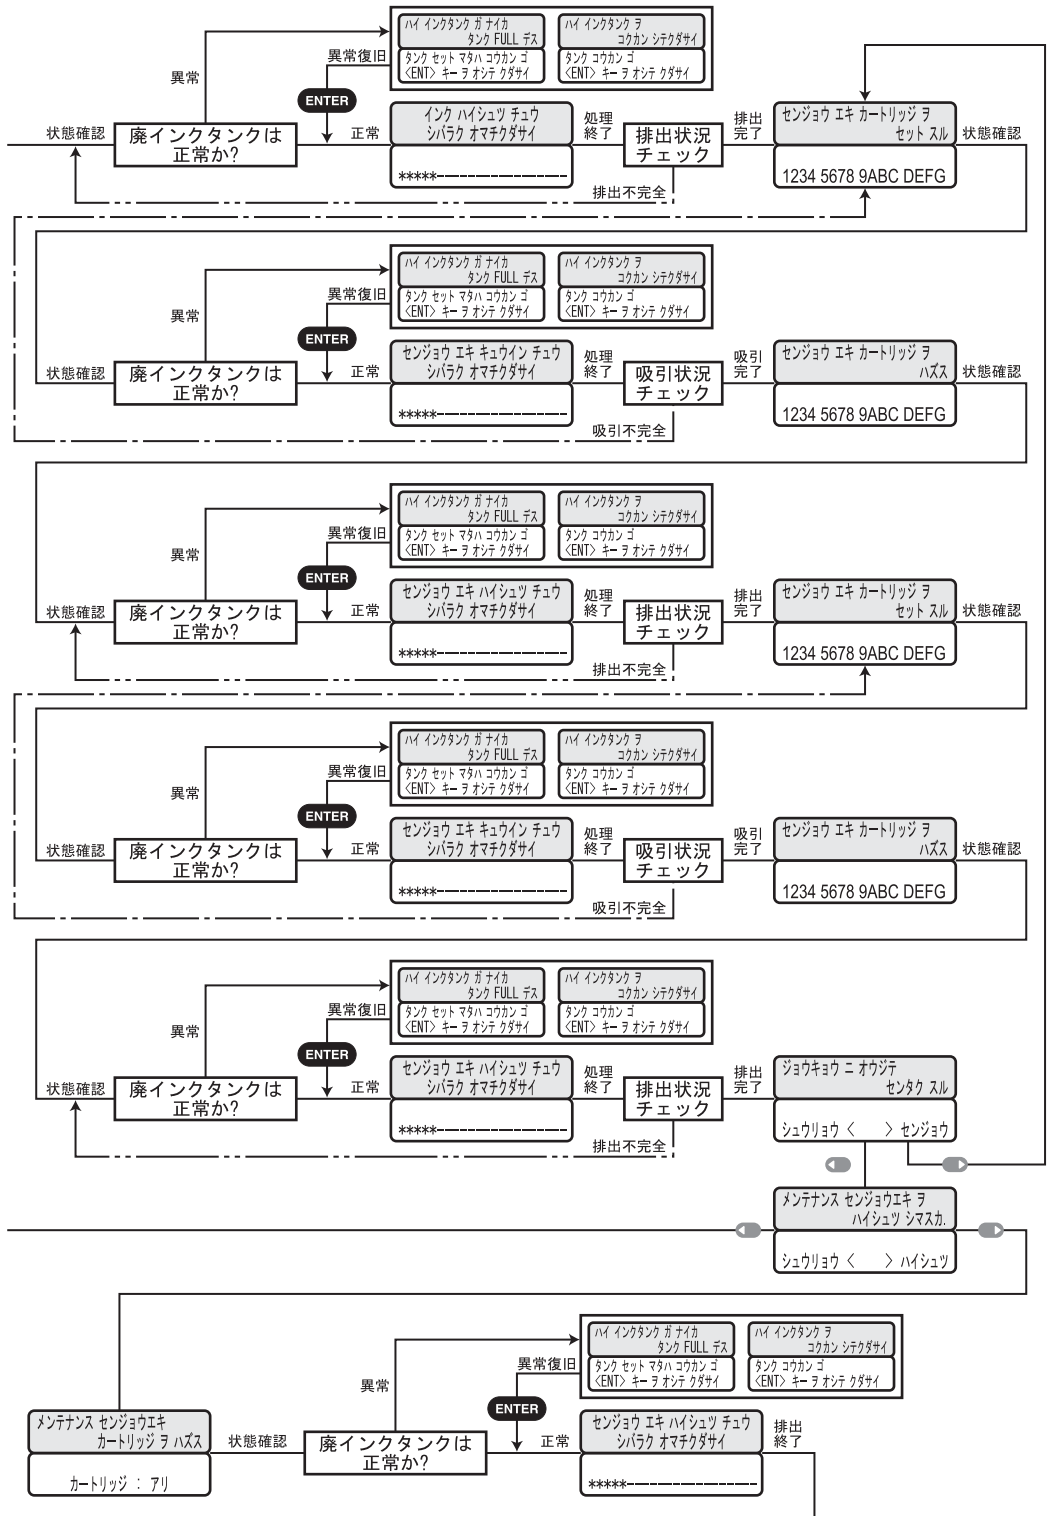 ハイ インクタンク ガ ナイカ
タンク FULL デス
タンク セット マタハ コウカン ゴ
<ENT> キー ヲ オシテ クダサイ
ハイ インクタンク ヲ
コウカン シテクダサイ
タンク コウカン ゴ
<ENT> キー ヲ オシテ クダサイ
異常
異常復旧
ENTER
状態確認
廃インクタンクは
正常か?
正常
インク ハイシュツ チュウ
シバラク オマチクダサイ
*****--------------
処理
終了
排出状況
チェック
排出
完了
センジョウ エキ カートリッジ ヲ
セット スル
1234 5678 9ABC DEFG
状態確認
排出不完全
ハイ インクタンク ガ ナイカ
タンク FULL デス
タンク セット マタハ コウカン ゴ
<ENT> キー ヲ オシテ クダサイ
ハイ インクタンク ヲ
コウカン シテクダサイ
タンク コウカン ゴ
<ENT> キー ヲ オシテ クダサイ
異常
異常復旧
ENTER
状態確認
廃インクタンクは
正常か?
正常
センジョウ エキ キュウイン チュウ
シバラク オマチクダサイ
*****--------------
処理
終了
吸引状況
チェック
吸引
完了
センジョウ エキ カートリッジ ヲ
ハズス
1234 5678 9ABC DEFG
状態確認
吸引不完全
ハイ インクタンク ガ ナイカ
タンク FULL デス
タンク セット マタハ コウカン ゴ
<ENT> キー ヲ オシテ クダサイ
ハイ インクタンク ヲ
コウカン シテクダサイ
タンク コウカン ゴ
<ENT> キー ヲ オシテ クダサイ
異常
異常復旧
ENTER
状態確認
廃インクタンクは
正常か?
正常
センジョウ エキ ハイシュツ チュウ
シバラク オマチクダサイ
*****--------------
処理
終了
排出状況
チェック
排出
完了
センジョウ エキ カートリッジ ヲ
セット スル
1234 5678 9ABC DEFG
状態確認
排出不完全
ハイ インクタンク ガ ナイカ
タンク FULL デス
タンク セット マタハ コウカン ゴ
<ENT> キー ヲ オシテ クダサイ
ハイ インクタンク ヲ
コウカン シテクダサイ
タンク コウカン ゴ
<ENT> キー ヲ オシテ クダサイ
異常
異常復旧
ENTER
状態確認
廃インクタンクは
正常か?
正常
センジョウ エキ キュウイン チュウ
シバラク オマチクダサイ
*****--------------
処理
終了
吸引状況
チェック
吸引
完了
センジョウ エキ カートリッジ ヲ
ハズス
1234 5678 9ABC DEFG
状態確認
吸引不完全
ハイ インクタンク ガ ナイカ
タンク FULL デス
タンク セット マタハ コウカン ゴ
<ENT> キー ヲ オシテ クダサイ
ハイ インクタンク ヲ
コウカン シテクダサイ
タンク コウカン ゴ
<ENT> キー ヲ オシテ クダサイ
異常
異常復旧
ENTER
状態確認
廃インクタンクは
正常か?
正常
センジョウ エキ ハイシュツ チュウ
シバラク オマチクダサイ
*****--------------
処理
終了
排出状況
チェック
排出
完了
ジョウキョウ ニ オウジテ
センタク スル
シュウリョウ < > センジョウ
排出不完全
メンテナンス センジョウエキ ヲ
ハイシュツ シマスカ.
シュウリョウ < > ハイシュツ
ハイ インクタンク ガ ナイカ
タンク FULL デス
タンク セット マタハ コウカン ゴ
<ENT> キー ヲ オシテ クダサイ
ハイ インクタンク ヲ
コウカン シテクダサイ
タンク コウカン ゴ
<ENT> キー ヲ オシテ クダサイ
異常
異常復旧
ENTER
メンテナンス センジョウエキ
カートリッジ ヲ ハズス
カートリッジ : アリ
状態確認
廃インクタンクは
正常か?
正常
センジョウ エキ ハイシュツ チュウ
シバラク オマチクダサイ
*****--------------
排出
終了